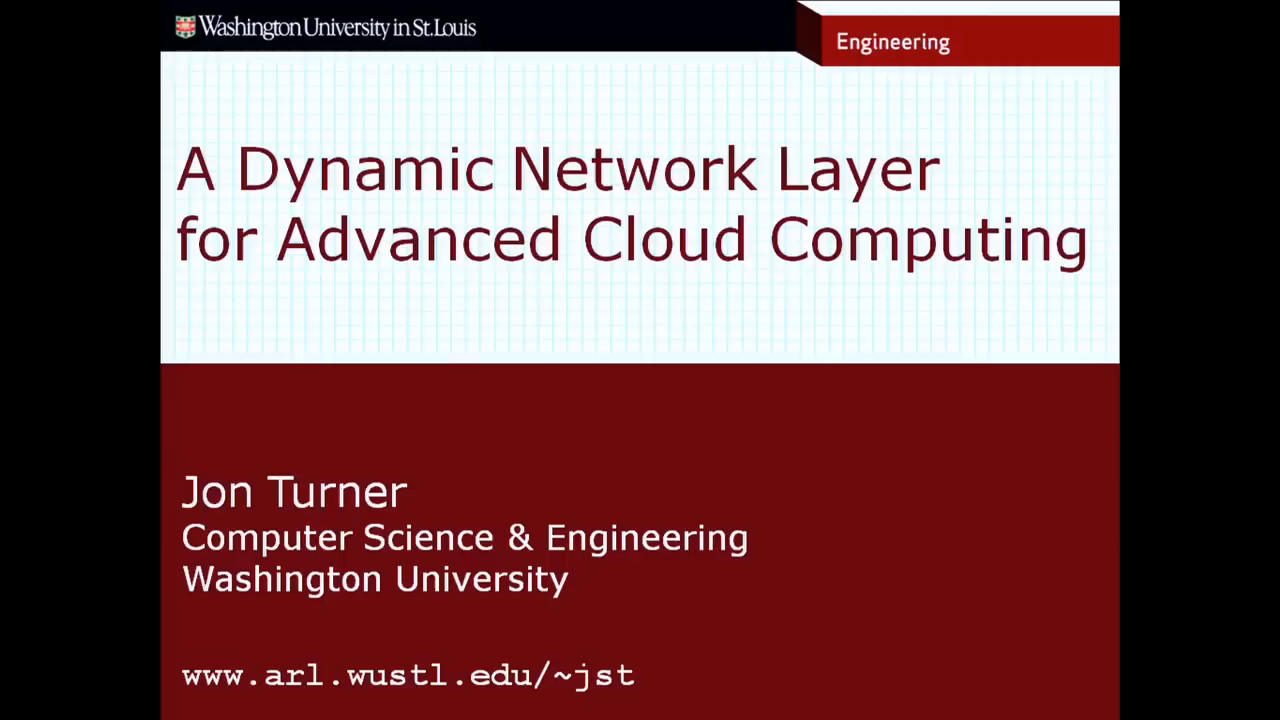 Washington University in St. Louis
Engineering
A Dynamic Network Layer
for Advanced Cloud Computing
Jon Turner
Computer Science & Engineering
Washington University
www.arl.wustl.edu/~jst